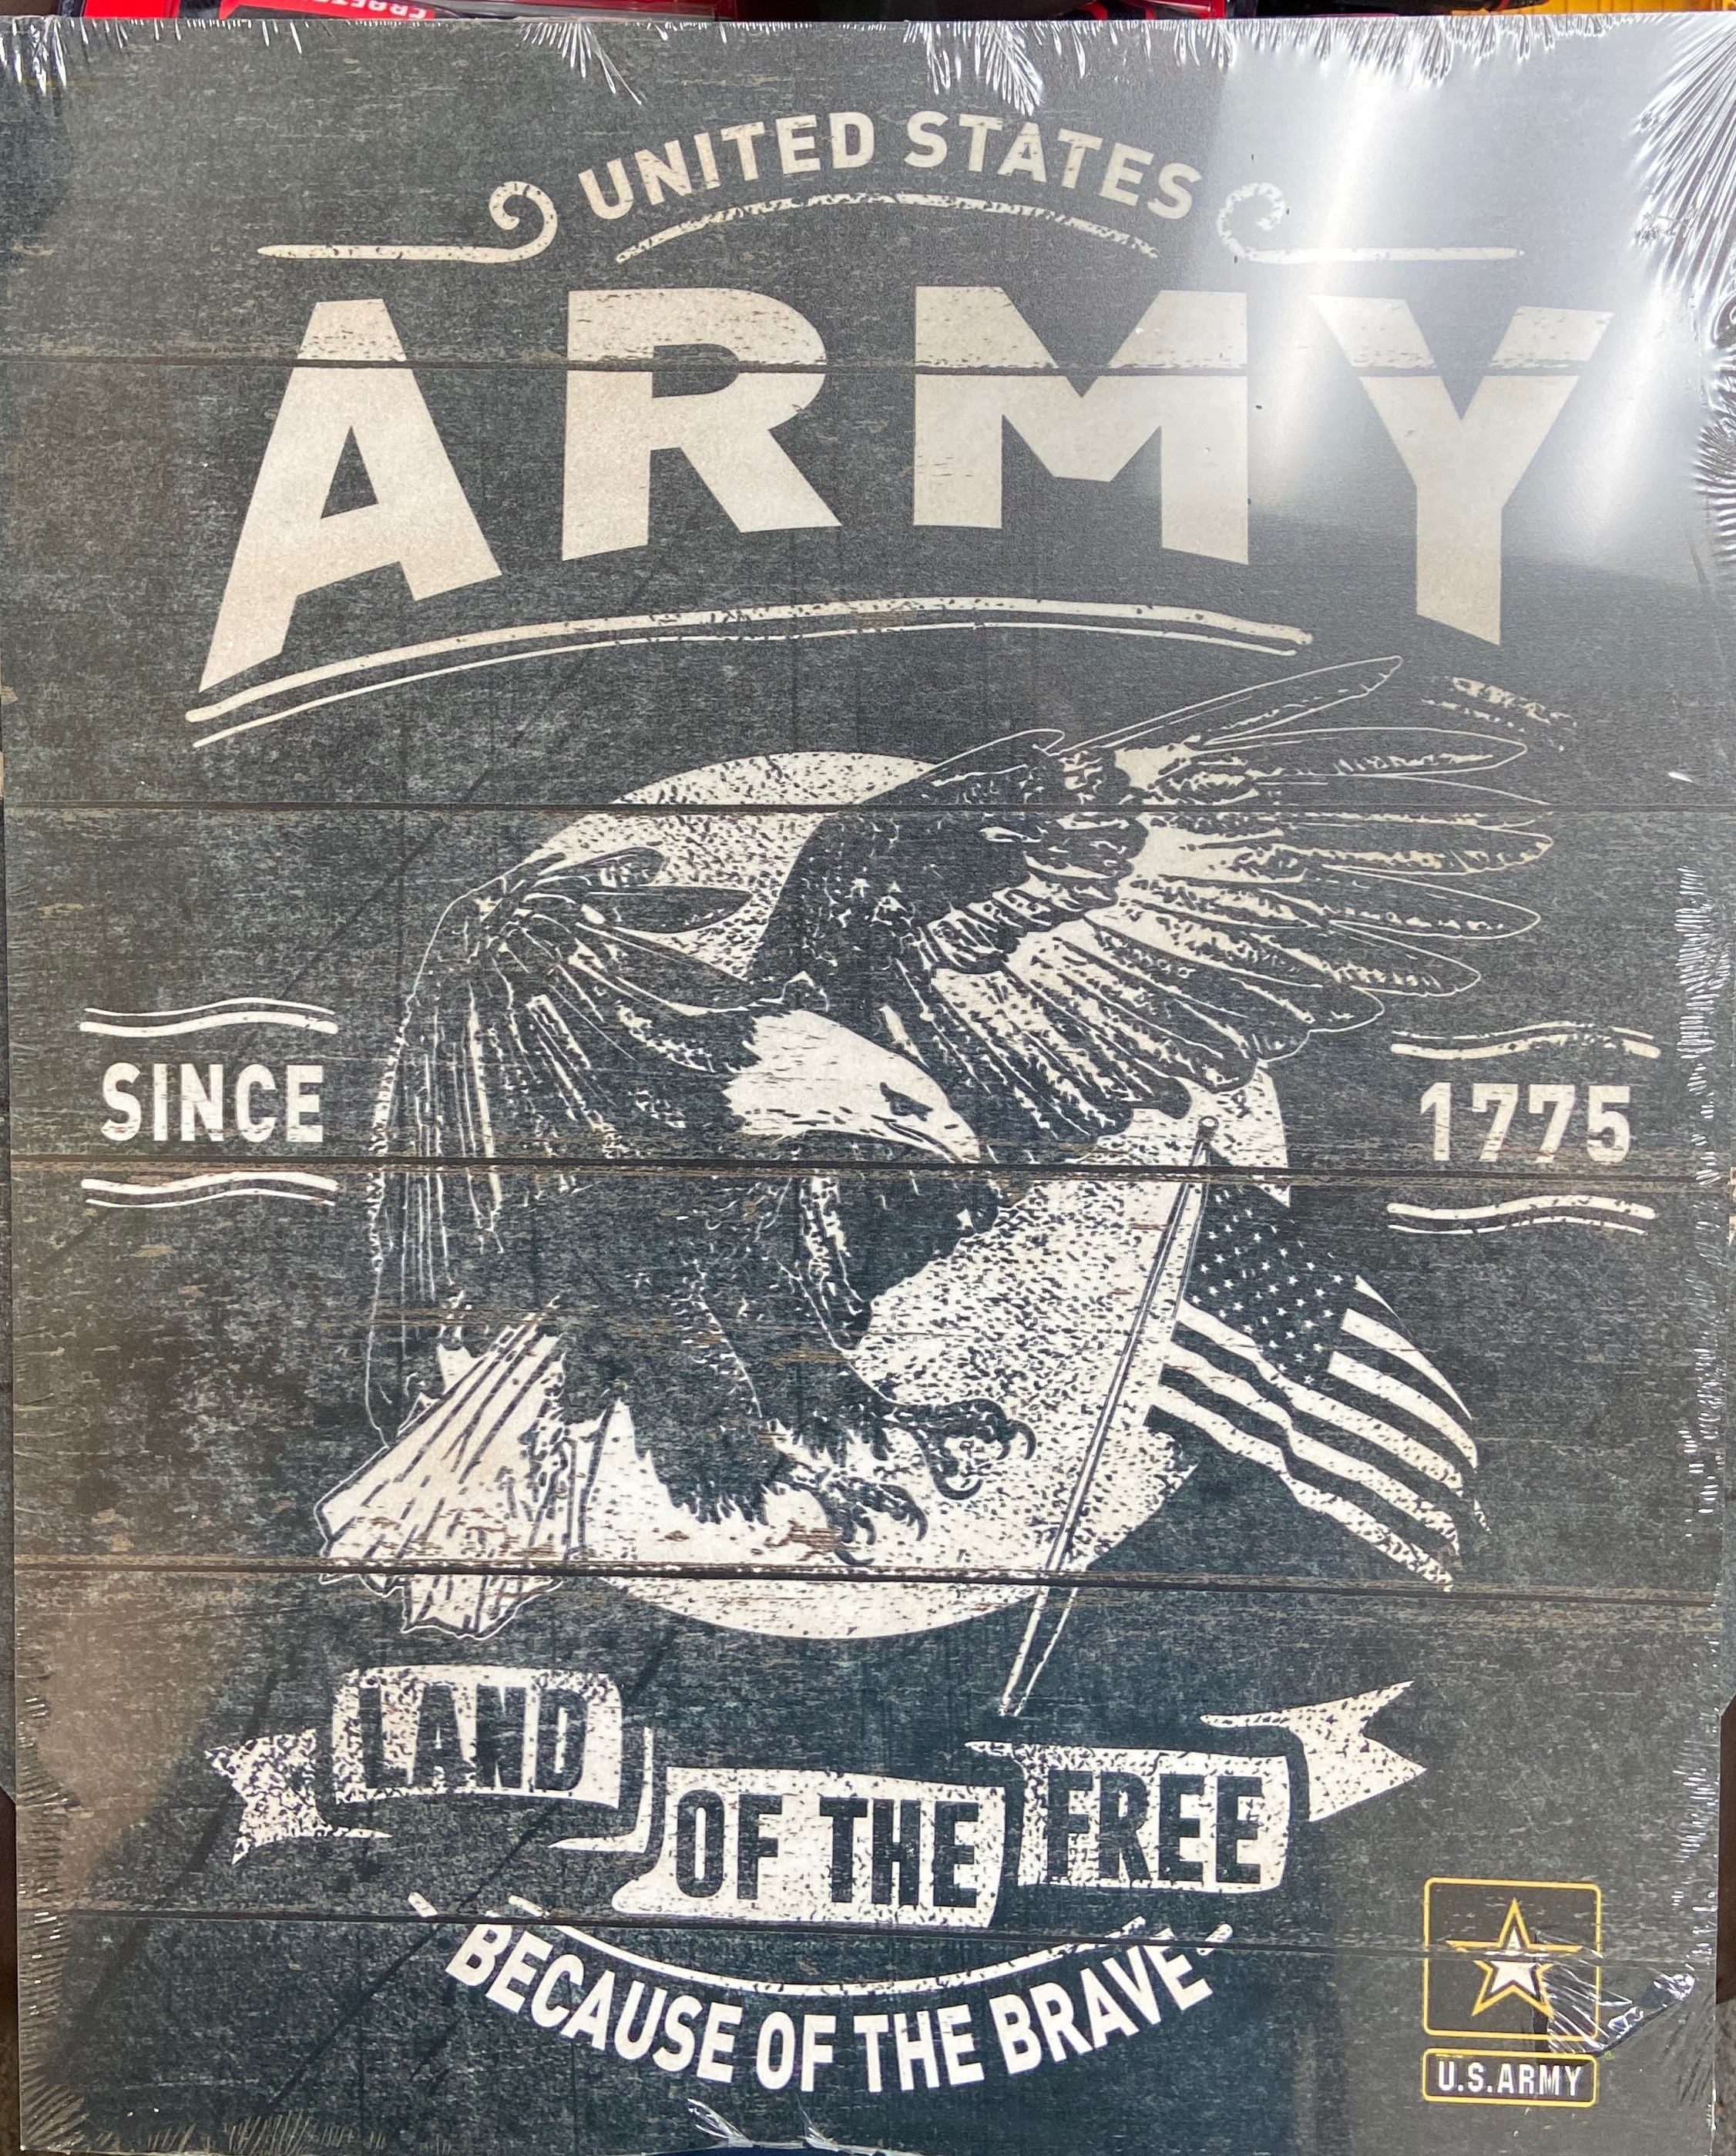 UNITED STATES
ARMY
SINCE
1775
LAND
OF THE
FREE
BECAUSE OF THE BRAVE
U.S.ARMY